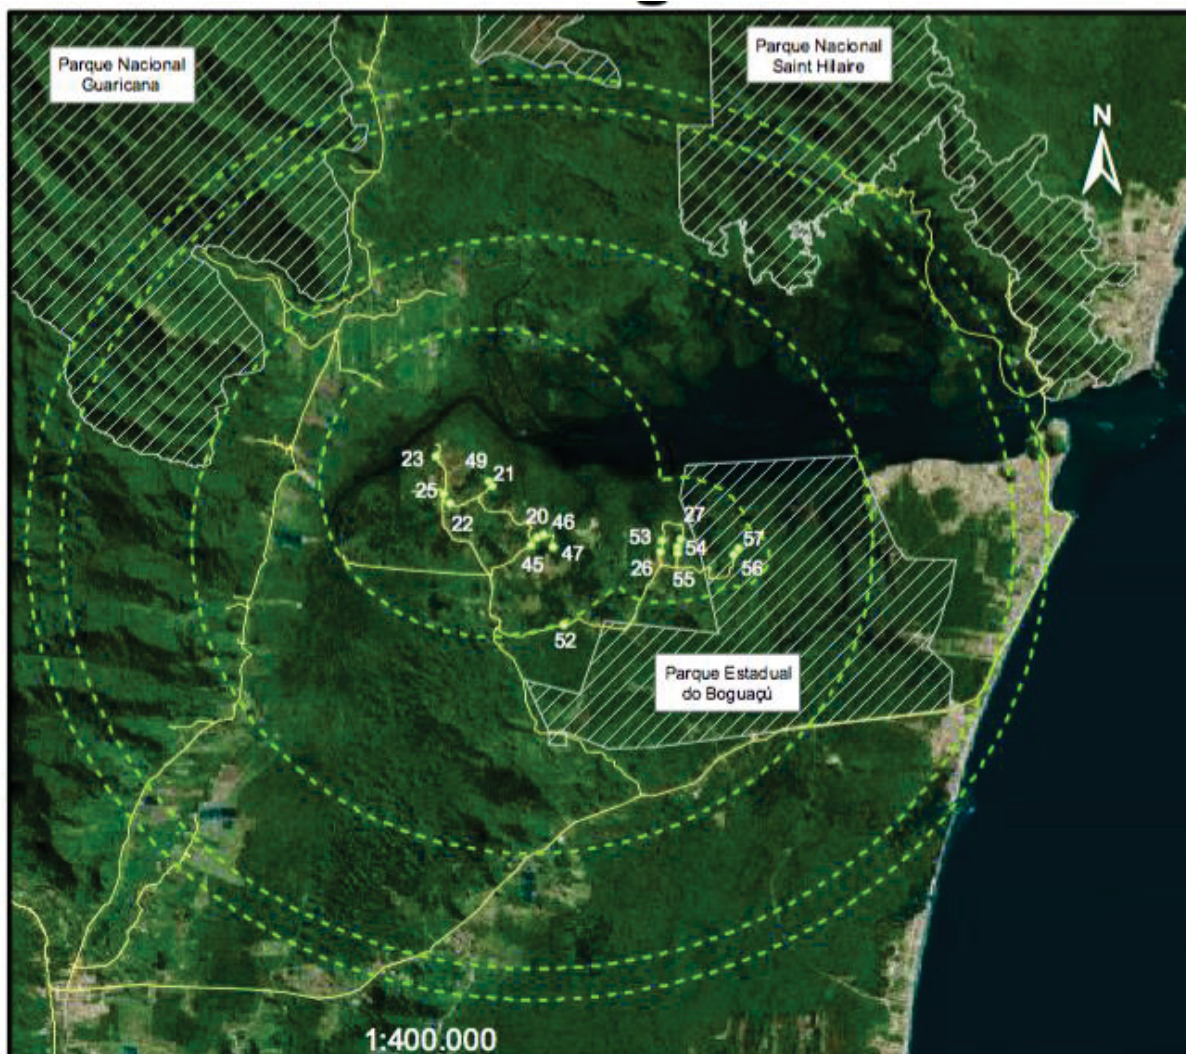 Parque Nacional
Guaricana
Parque Nacional
Saint Hilaire
N
23
49
21
25
22
20
46
45
47
27
53
54
26
55
57
56
52
Parque Estadual
do Boguaçú
1:400.000